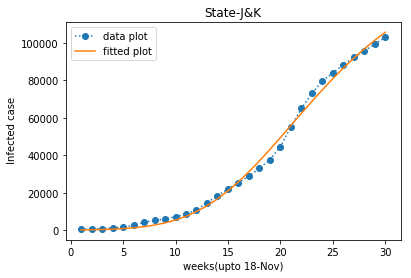 State-J&K
data plot
fitted plot
Infected case
100000
80000
60000
40000
20000
0
0 5 10 15 20 25 30
weeks(upto 18-Nov)